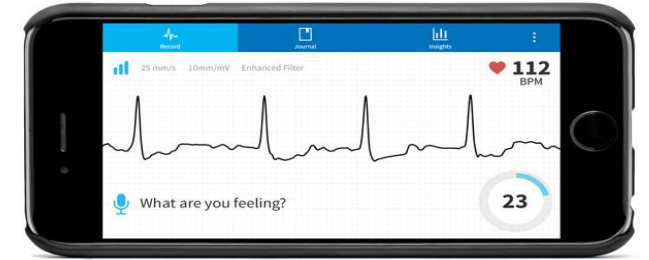 Record
Journal
Insights
25 mm/s 10mm/mV Enhanced Filter
112
BPM
What are you feeling?
23